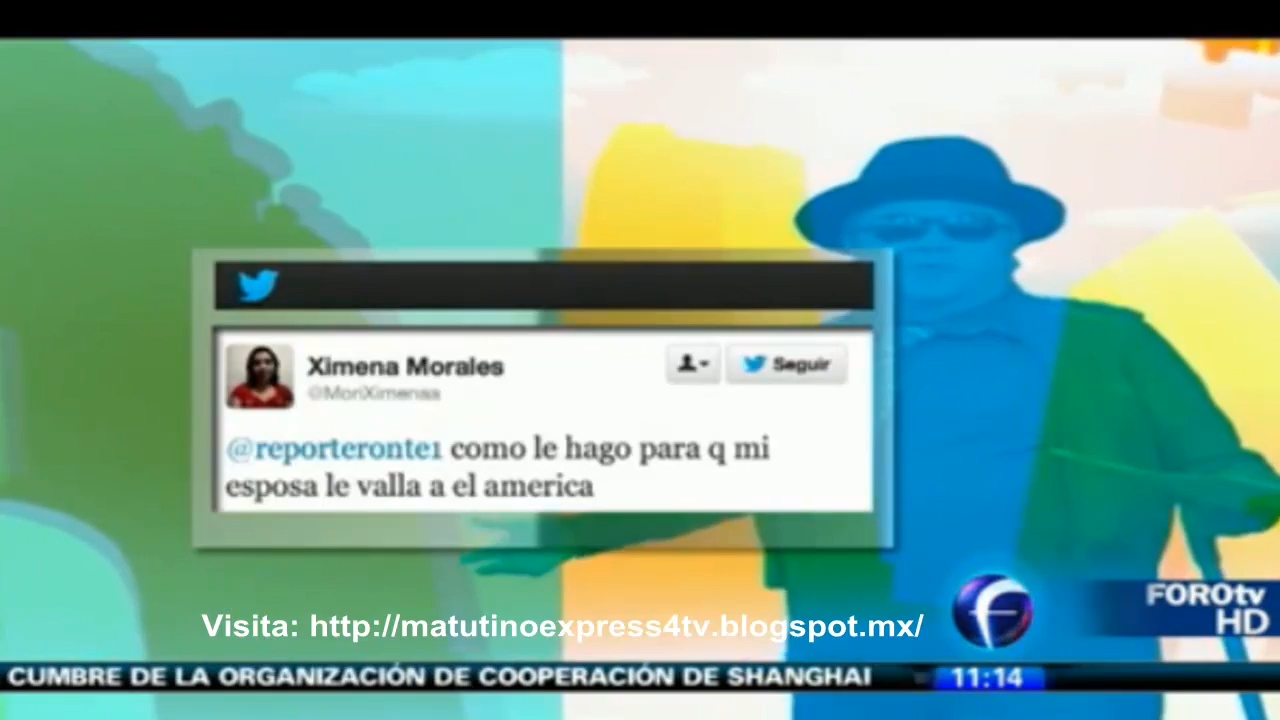 Ximena Morales
Seguir
@MoriXimenaa
@reporteronte1 como le hago para q mi
esposa le valla a el america
Visita: http://matutinoexpress4tv.blogspot.mx/
FOROtv
HD
CUMBRE DE LA ORGANIZACIÓN DE COOPERACIÓN DE SHANGHAI
11:14